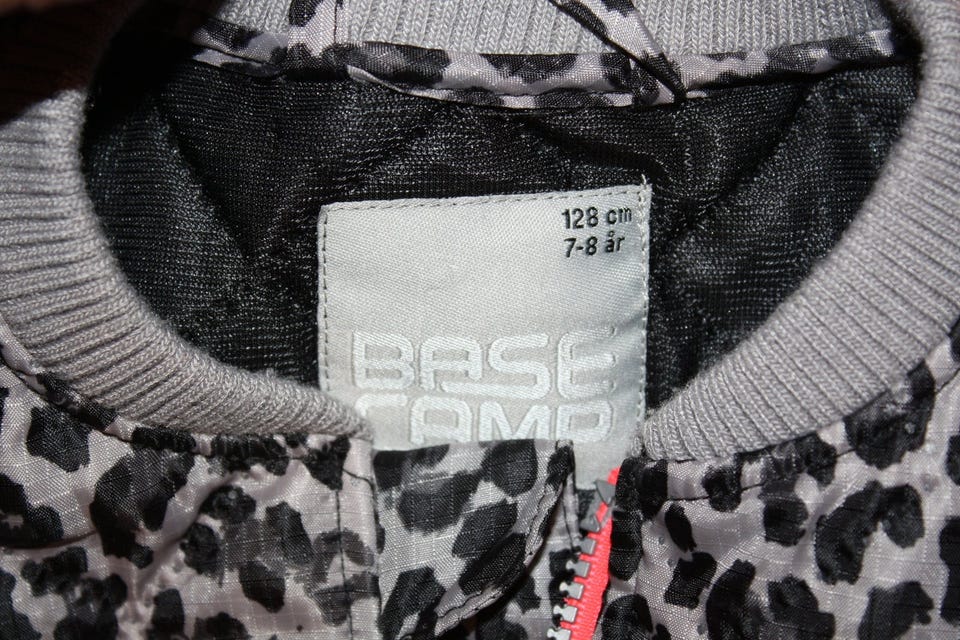 128 cm
7-8 år
BASE
CAMP